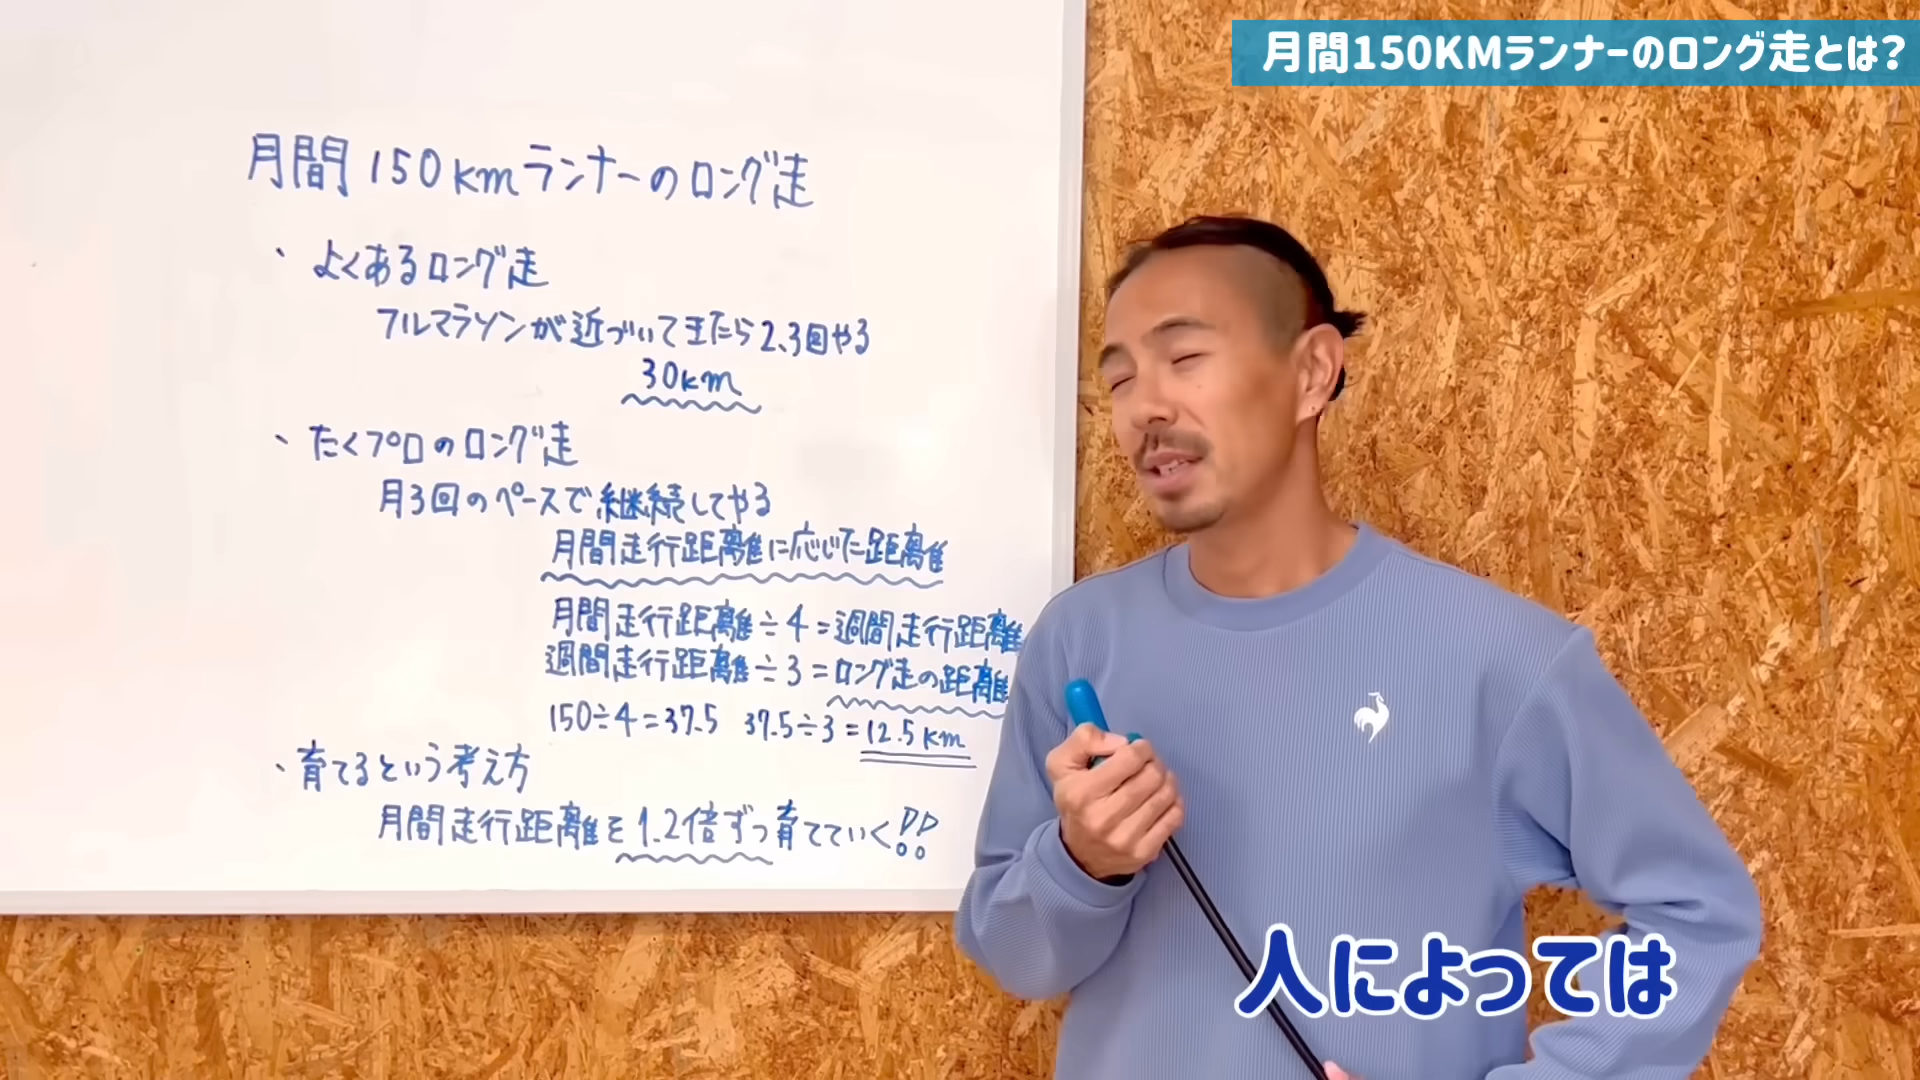 月間150KMランナーのロング走とは?
月間150kmランナーのロング走
・よくあるロング走
フルマラソンが近づいてきたら2、3回やる
30km
・たくプロのロング走
月3回のペースで継続してやる
月間走行距離に応じた距離
月間走行距離÷4=週間走行距離
週間走行距離÷3=ロング走の距離
150÷4=37.5 37.5÷3=12.5km
・育てるという考え方
月間走行距離を1.2倍ずつ育てていく!!
人によっては